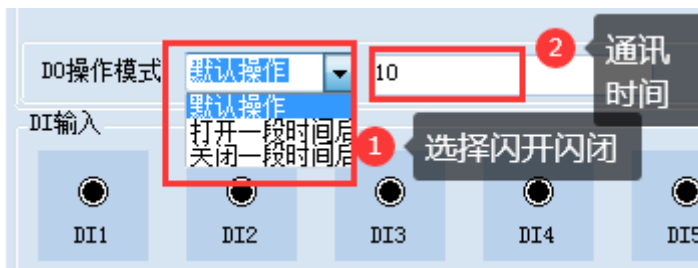 DO操作模式 默认操作 10
2 通讯时间
默认操作
打开一段时间后
关闭一段时间后
1 选择闪开闪闭
DI输入
DI1 DI2 DI3 DI4 DI5